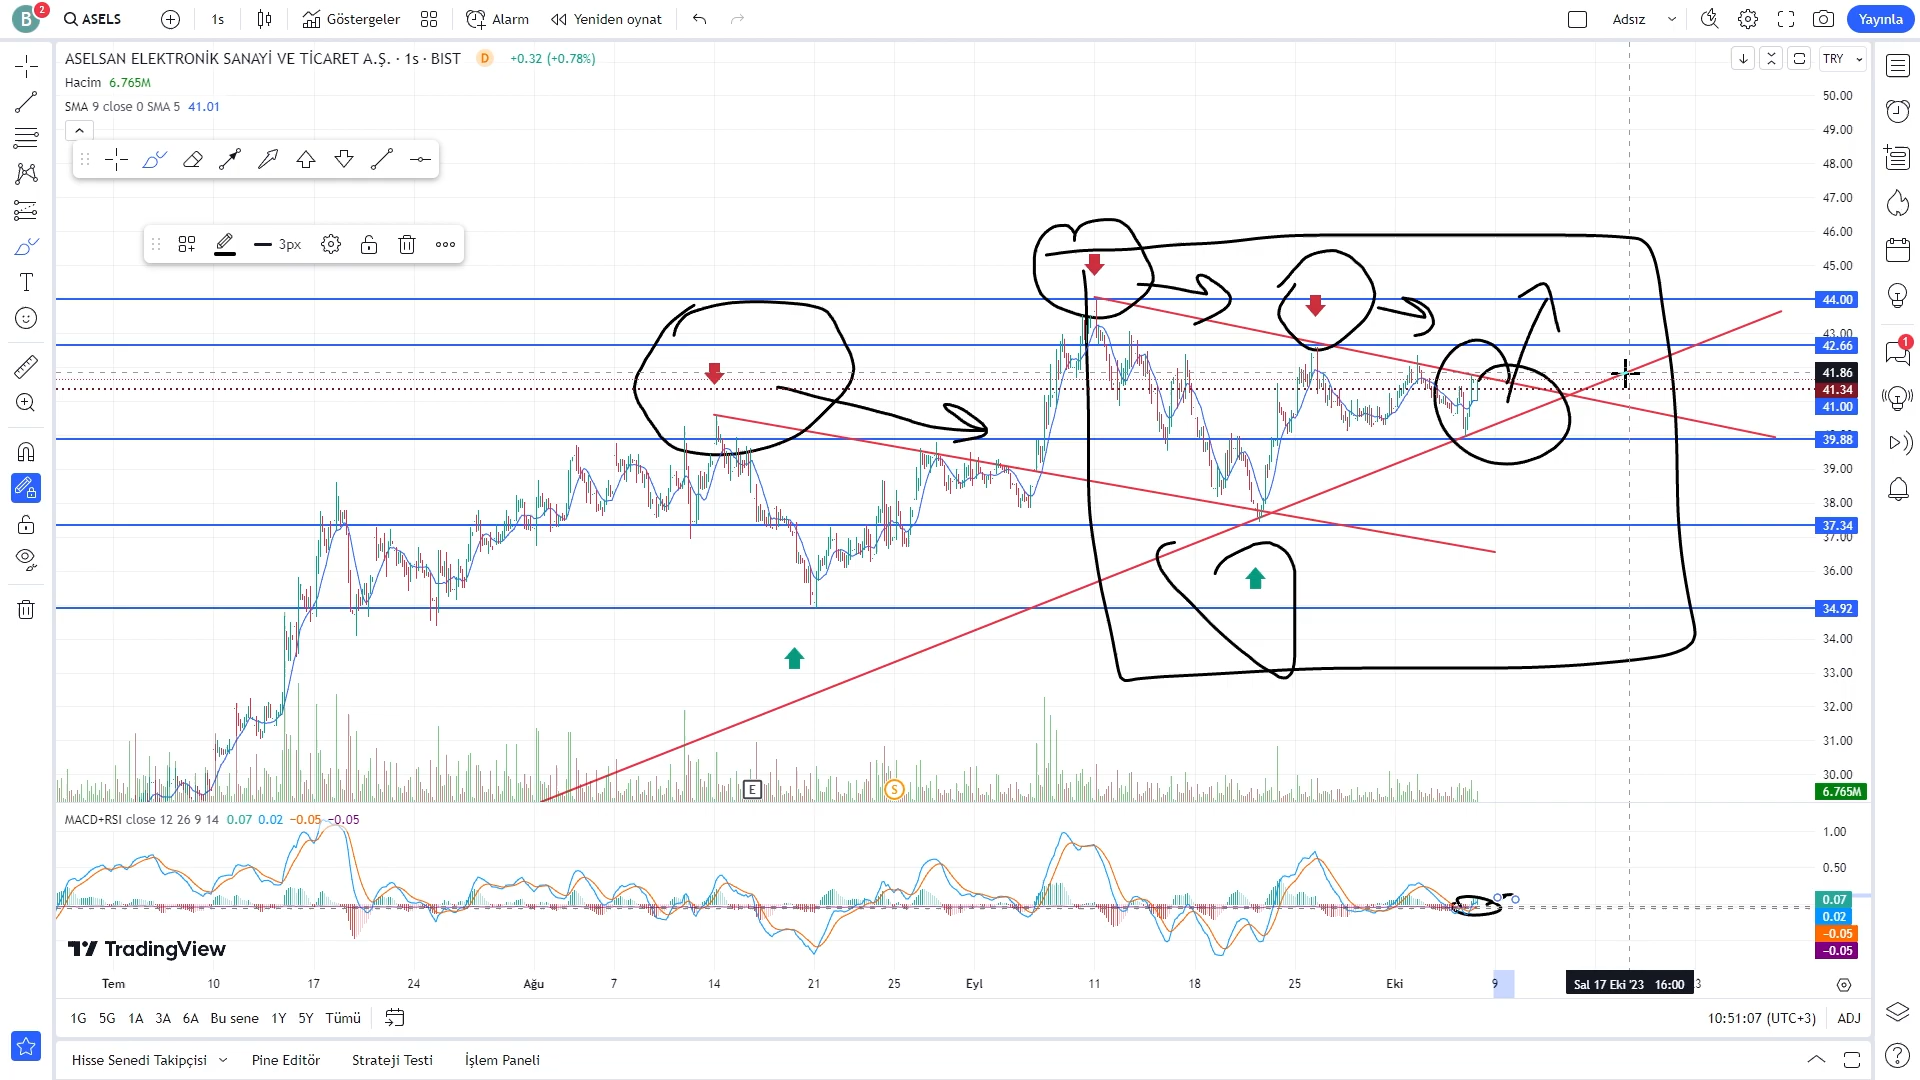 B 2 ASELS 1s Göstergeler Alarm Yeniden oynat Adsız Yayınla
ASELSAN ELEKTRONİK SANAYİ VE TİCARET A.Ş. · 1s · BIST D +0.32 (+0.78%)
TRY
Hacim 6.765M
SMA 9 close 0 SMA 5 41.01
3px
50.00
49.00
48.00
47.00
46.00
45.00
44.00
43.00
42.66
41.86
41.34
41.00
39.88
39.00
38.00
37.34
37.00
36.00
34.92
34.00
33.00
32.00
31.00
30.00
E S
6.765M
MACD+RSI close 12 26 9 14 0.07 0.02 −0.05 −0.05
1.00
0.50
0.07
0.02
−0.05
−0.05
TradingView
Tem 10 17 24 Ağu 7 14 21 25 Eyl 11 18 25 Eki 9 Sal 17 Eki '23 16:00 3
1G 5G 1A 3A 6A Bu sene 1Y 5Y Tümü 10:51:07 (UTC+3) ADJ
Hisse Senedi Takipçisi Pine Editör Strateji Testi İşlem Paneli
1